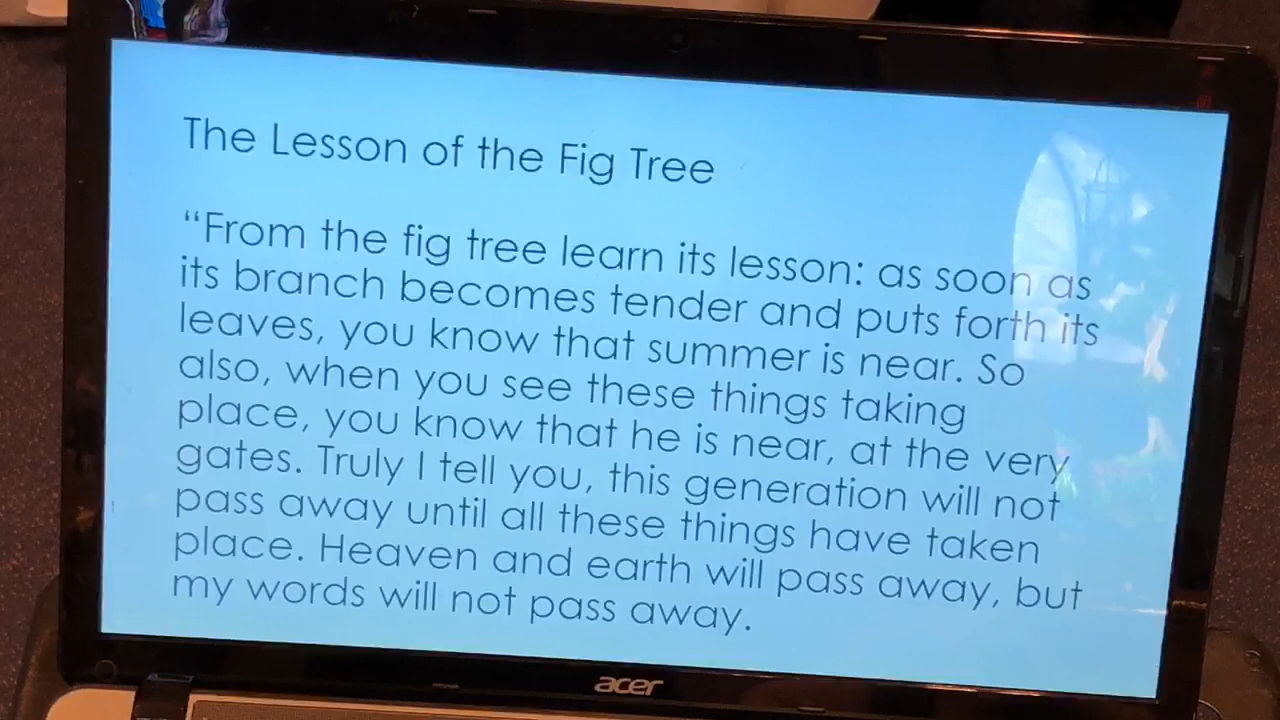 The Lesson of the Fig Tree
“From the fig tree learn its lesson: as soon as
its branch becomes tender and puts forth its
leaves, you know that summer is near. So
also, when you see these things taking
place, you know that he is near, at the very
gates. Truly I tell you, this generation will not
pass away until all these things have taken
place. Heaven and earth will pass away, but
my words will not pass away.
acer